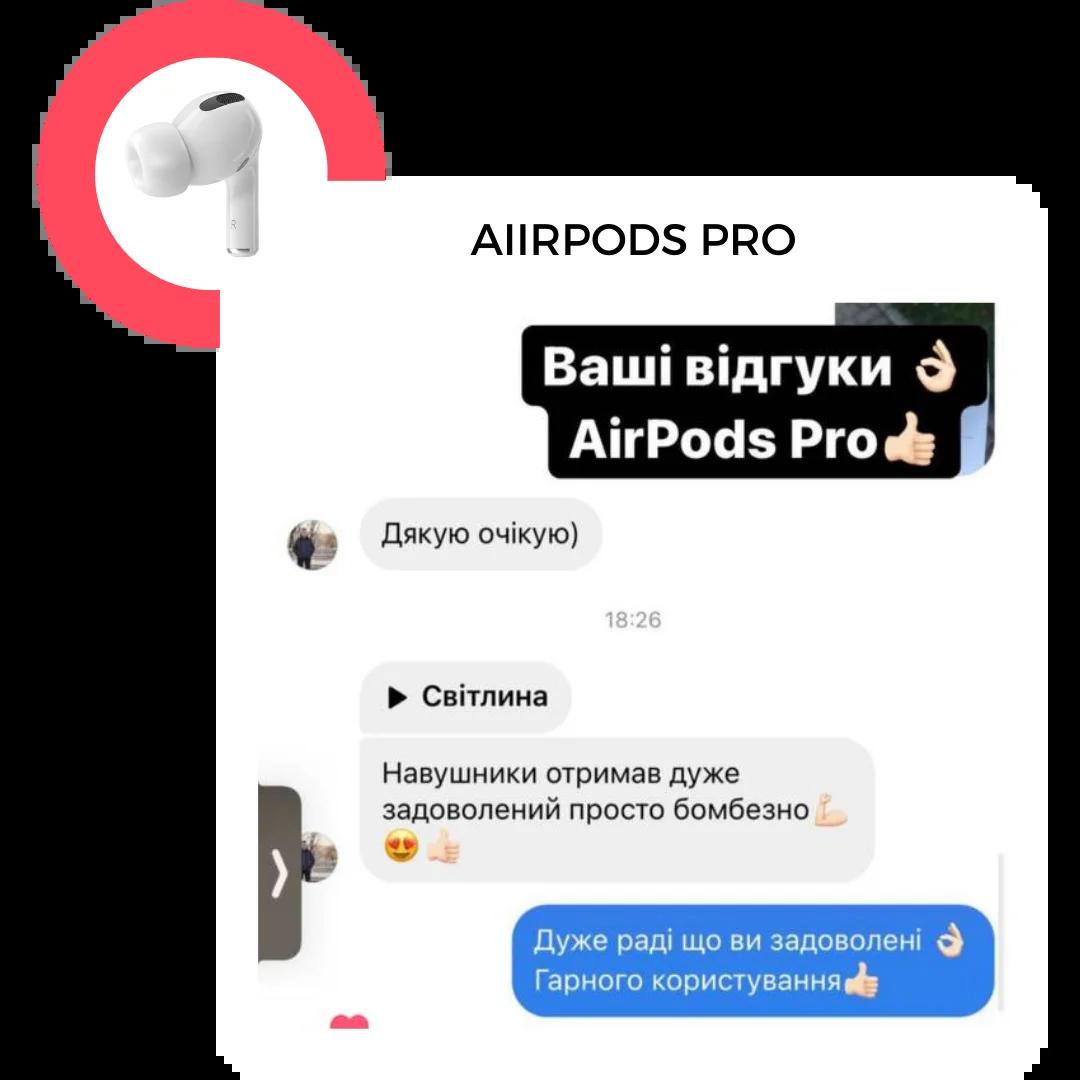 R
AIIRPODS PRO
Ваші відгуки 👌🏻
AirPods Pro👍🏻
Дякую очікую)
18:26
▶ Світлина
Навушники отримав дуже
задоволений просто бомбезно💪🏻
😍👍🏻
Дуже раді що ви задоволені 👌🏻
Гарного користування👍🏻